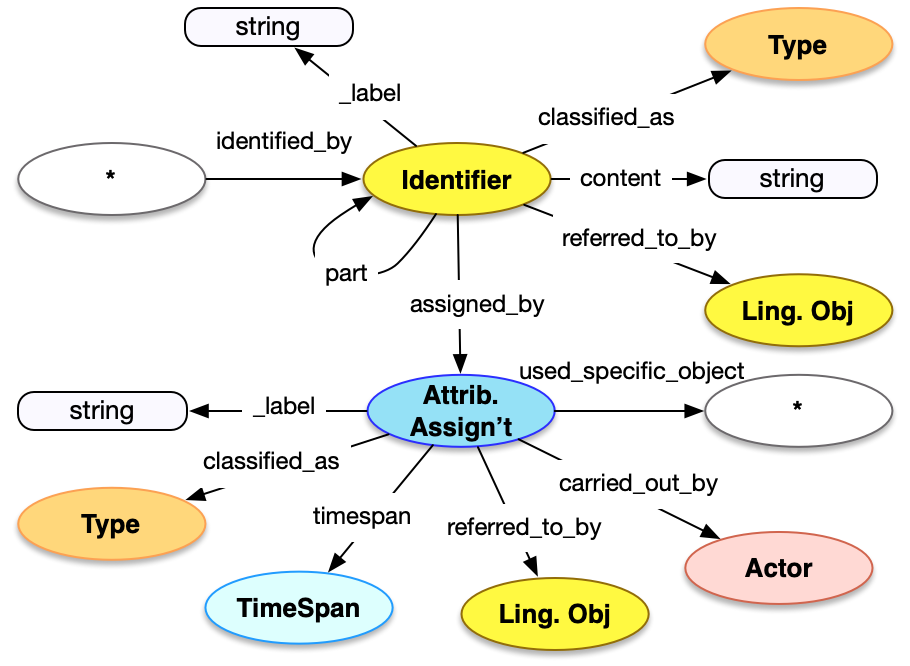 string
Type
_label
classified_as
identified_by
*
Identifier
content
string
part
referred_to_by
assigned_by
Ling. Obj
used_specific_object
string
_label
Attrib.
Assign't
*
classified_as
carried_out_by
Type
timespan
referred_to_by
Actor
TimeSpan
Ling. Obj